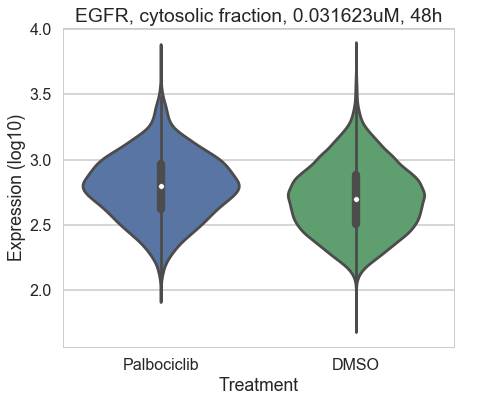 EGFR, cytosolic fraction, 0.031623uM, 48h
Expression (log10)
4.0
3.5
3.0
2.5
2.0
Palbociclib
DMSO
Treatment